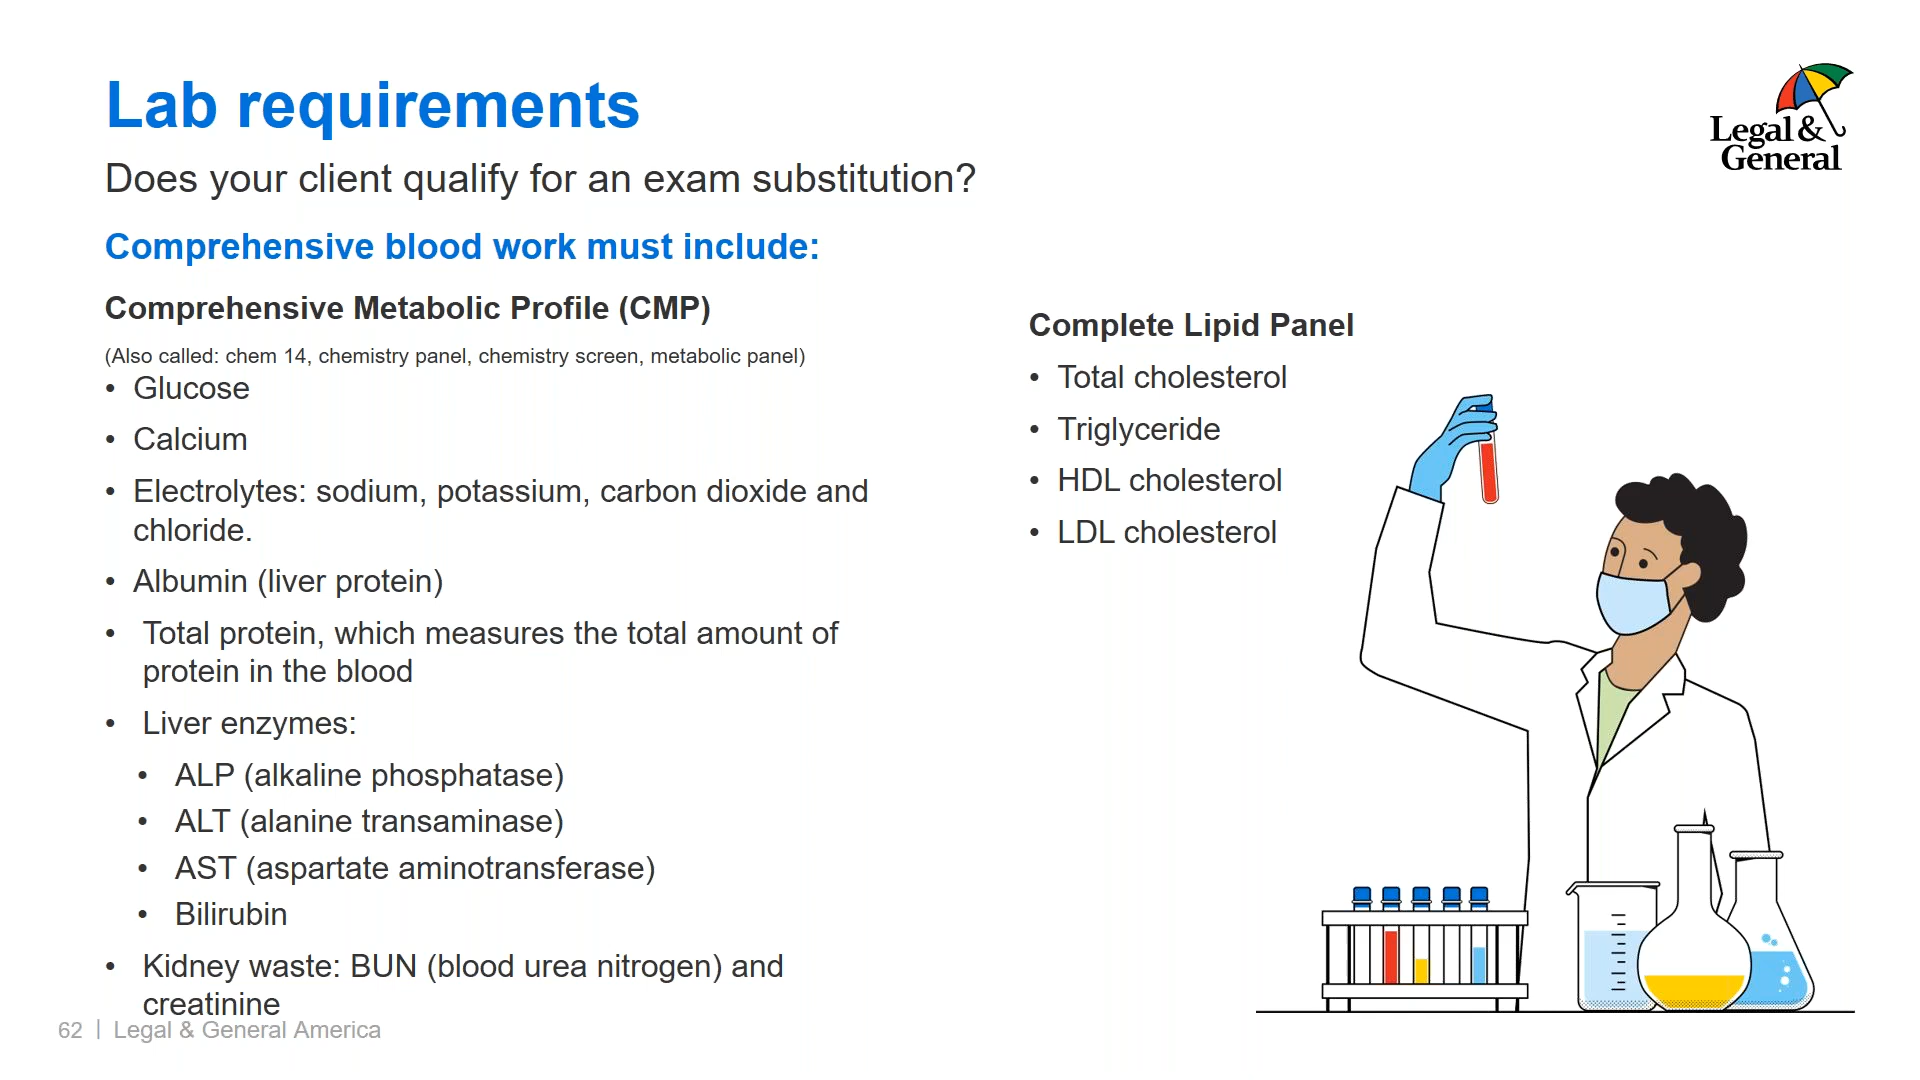 Lab requirements
Legal &
General
Does your client qualify for an exam substitution?
Comprehensive blood work must include:
Comprehensive Metabolic Profile (CMP)
(Also called: chem 14, chemistry panel, chemistry screen, metabolic panel)
• Glucose
• Calcium
• Electrolytes: sodium, potassium, carbon dioxide and
chloride.
• Albumin (liver protein)
• Total protein, which measures the total amount of
protein in the blood
• Liver enzymes:
• ALP (alkaline phosphatase)
• ALT (alanine transaminase)
• AST (aspartate aminotransferase)
• Bilirubin
• Kidney waste: BUN (blood urea nitrogen) and
creatinine
Complete Lipid Panel
• Total cholesterol
• Triglyceride
• HDL cholesterol
• LDL cholesterol
62 | Legal & General America